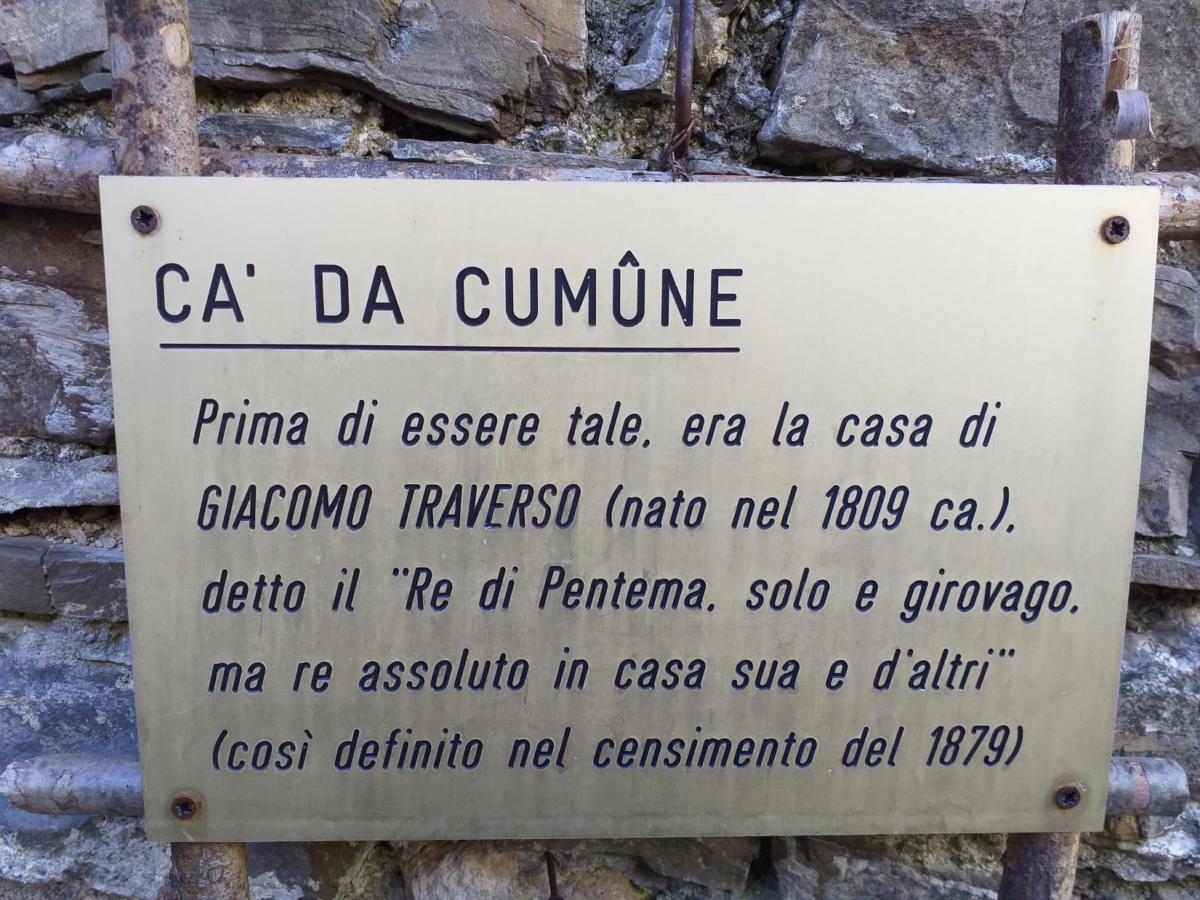 CA' DA CUMÛNE
Prima di essere tale, era la casa di
GIACOMO TRAVERSO (nato nel 1809 ca.),
detto il "Re di Pentema, solo e girovago,
ma re assoluto in casa sua e d'altri"
(così definito nel censimento del 1879)